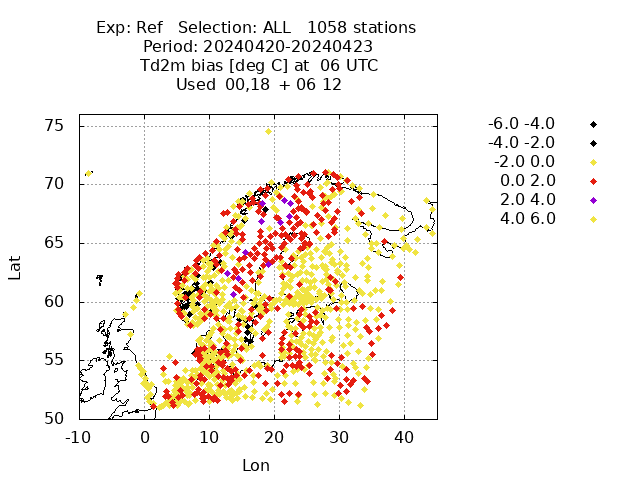 Exp: Ref   Selection: ALL   1058 stations
Period: 20240420-20240423
Td2m bias [deg C] at  06 UTC
Used  00,18  + 06 12
-6.0 -4.0
-4.0 -2.0
-2.0 0.0
0.0 2.0
2.0 4.0
4.0 6.0
75
70
65
60
55
50
Lat
-10 0 10 20 30 40
Lon